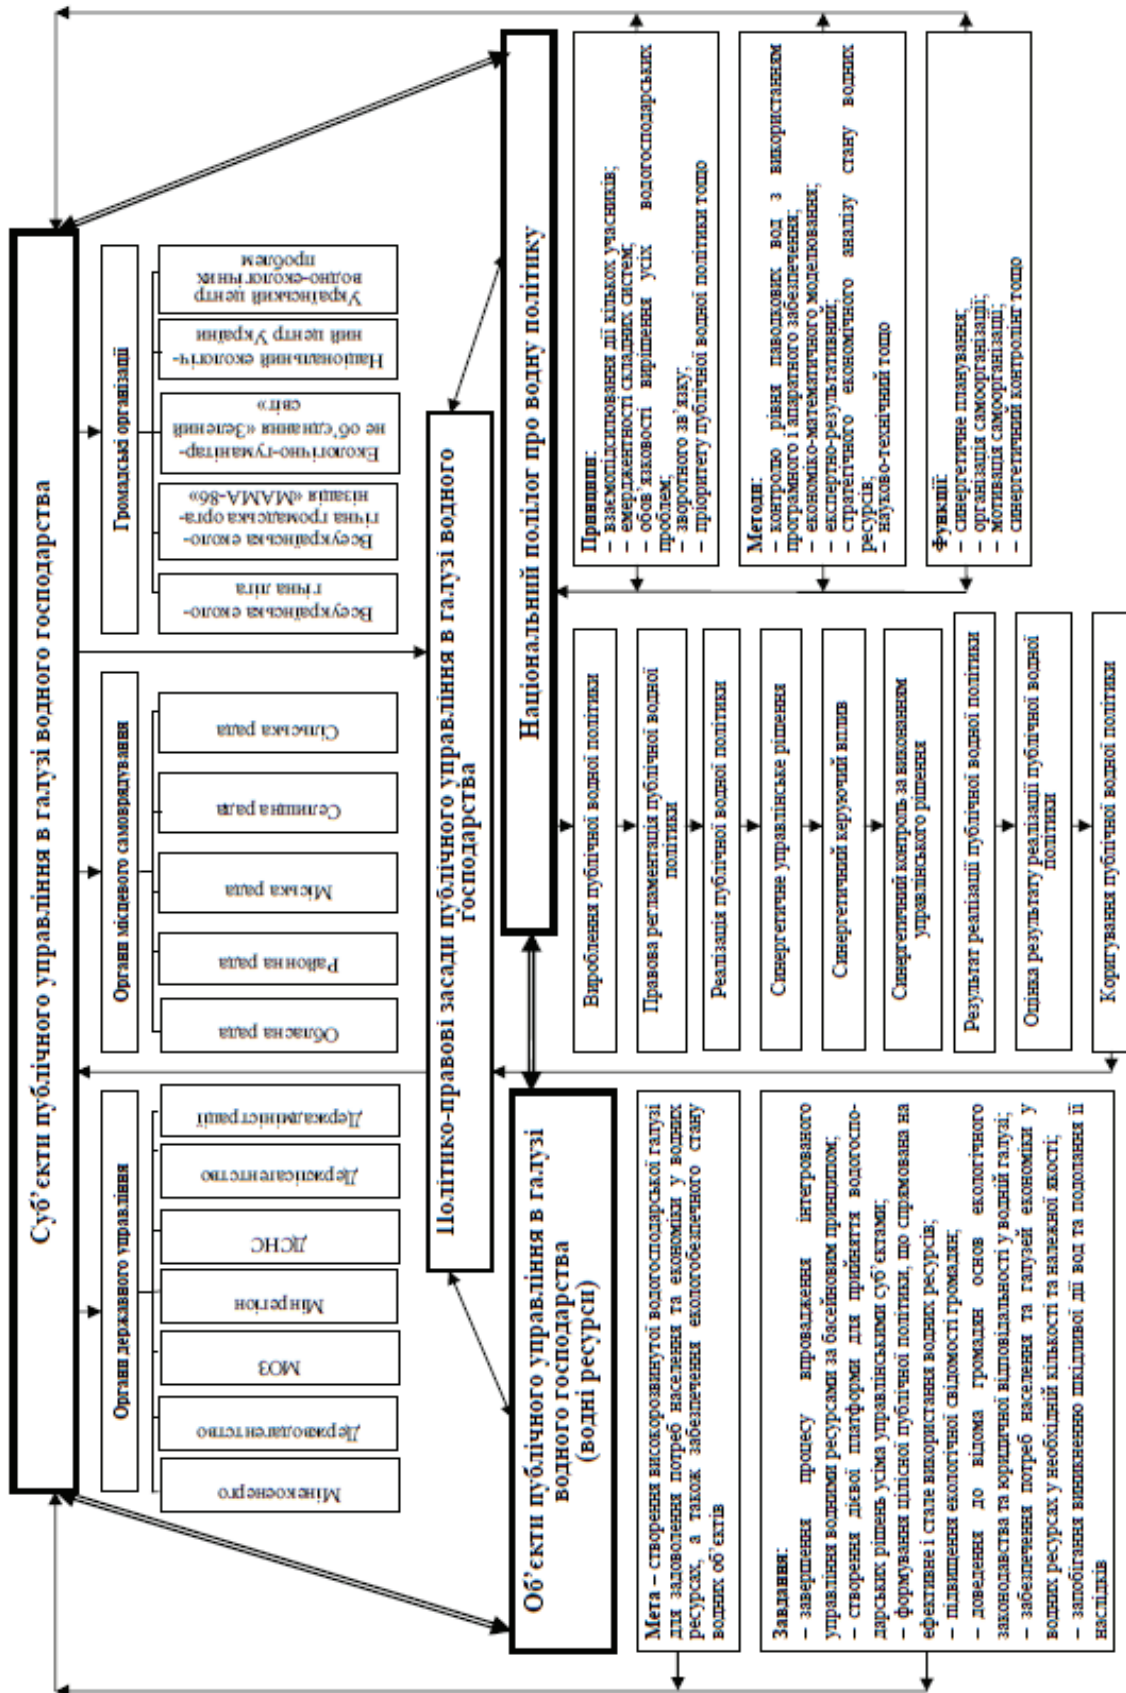 Суб’єкти публічного управління в галузі водного господарства
Органи державного управління
Мінекоенерго
Держводагентство
МОЗ
Мінрегіон
ДСНС
Держлісагентство
Держадміністрації
Органи місцевого самоврядування
Обласна рада
Районна рада
Міська рада
Селищна рада
Сільська рада
Громадські організації
Всеукраїнська еколо-
гічна ліга
Всеукраїнська еколо-
гічна громадська орга-
нізація «МАМА-86»
Екологічно-гуманітар-
не об’єднання «Зелений
світ»
Національний екологіч-
ний центр України
Український центр
водно-екологічних
проблем
Політико-правові засади публічного управління в галузі водного
господарства
Об’єкти публічного управління в галузі
водного господарства
(водні ресурси)
Національний полілог про водну політику
Мета – створення високорозвинутої водогосподарської галузі
для задоволення потреб населення та економіки у водних
ресурсах, а також забезпечення екологобезпечного стану
водних об’єктів
Завдання:
– завершення процесу впровадження інтегрованого
управління водними ресурсами за басейновим принципом;
– створення дієвої платформи для прийняття водогоспо-
дарських рішень усіма управлінськими суб’єктами;
– формування цілісної публічної політики, що спрямована на
ефективне і стале використання водних ресурсів;
– підвищення екологічної свідомості громадян;
– доведення до відома громадян основ екологічного
законодавства та юридичної відповідальності у водній галузі;
– забезпечення потреб населення та галузей економіки у
водних ресурсах у необхідній кількості та належної якості;
– запобігання виникненню шкідливої дії вод та подолання її
наслідків
Вироблення публічної водної політики
Правова регламентація публічної водної
політики
Реалізація публічної водної політики
Синергетичне управлінське рішення
Синергетичний керуючий вплив
Синергетичний контроль за виконанням
управлінського рішення
Результат реалізації публічної водної політики
Оцінка результату реалізації публічної водної
політики
Коригування публічної водної політики
Принципи:
– взаємопідсилювання дії кількох учасників;
– емерджентності складних систем;
– обов’язковості вирішення усіх водогосподарських
проблем;
– зворотного зв’язку;
– пріоритету публічної водної політики тощо
Методи:
– контролю рівня паводкових вод з використанням
програмного і апаратного забезпечення;
– економіко-математичного моделювання;
– експертно-результативний;
– стратегічного економічного аналізу стану водних
ресурсів;
– науково-технічний тощо
Функції:
– синергетичне планування;
– організація самоорганізації;
– мотивація самоорганізації;
– синергетичний контролінг тощо